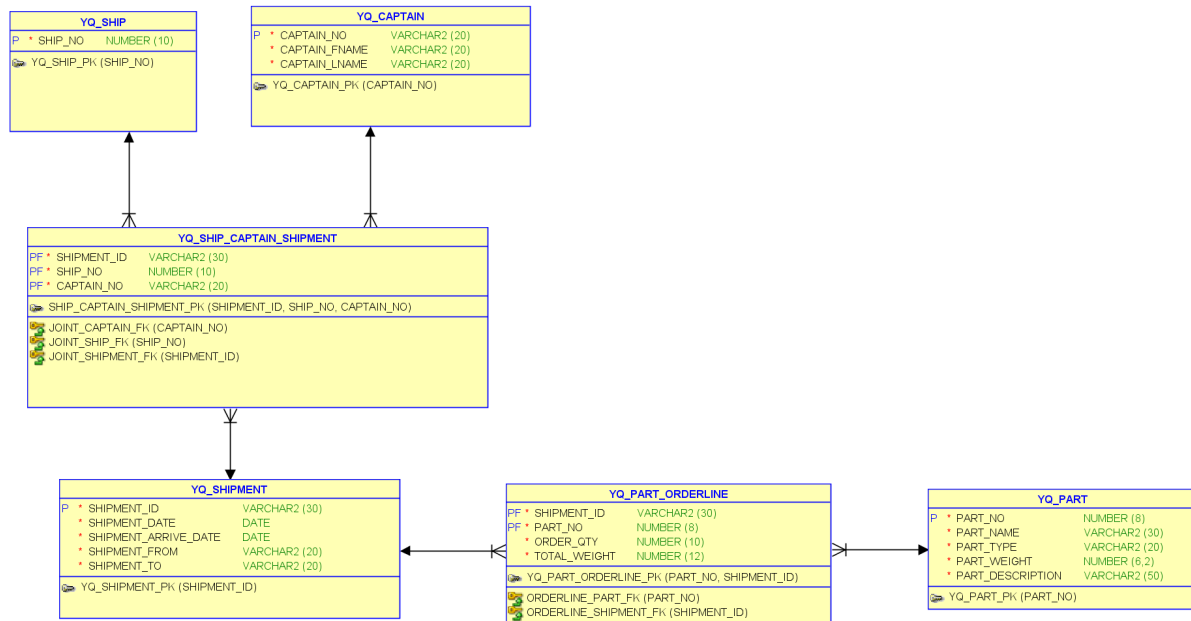 YQ_SHIP
P * SHIP_NO NUMBER (10)
YQ_SHIP_PK (SHIP_NO)
YQ_CAPTAIN
P * CAPTAIN_NO VARCHAR2 (20)
* CAPTAIN_FNAME VARCHAR2 (20)
* CAPTAIN_LNAME VARCHAR2 (20)
YQ_CAPTAIN_PK (CAPTAIN_NO)
YQ_SHIP_CAPTAIN_SHIPMENT
PF * SHIPMENT_ID VARCHAR2 (30)
PF * SHIP_NO NUMBER (10)
PF * CAPTAIN_NO VARCHAR2 (20)
SHIP_CAPTAIN_SHIPMENT_PK (SHIPMENT_ID, SHIP_NO, CAPTAIN_NO)
JOINT_CAPTAIN_FK (CAPTAIN_NO)
JOINT_SHIP_FK (SHIP_NO)
JOINT_SHIPMENT_FK (SHIPMENT_ID)
YQ_SHIPMENT
P * SHIPMENT_ID VARCHAR2 (30)
* SHIPMENT_DATE DATE
* SHIPMENT_ARRIVE_DATE DATE
* SHIPMENT_FROM VARCHAR2 (20)
* SHIPMENT_TO VARCHAR2 (20)
YQ_SHIPMENT_PK (SHIPMENT_ID)
YQ_PART_ORDERLINE
PF * SHIPMENT_ID VARCHAR2 (30)
PF * PART_NO NUMBER (8)
* ORDER_QTY NUMBER (10)
* TOTAL_WEIGHT NUMBER (12)
YQ_PART_ORDERLINE_PK (PART_NO, SHIPMENT_ID)
ORDERLINE_PART_FK (PART_NO)
ORDERLINE_SHIPMENT_FK (SHIPMENT_ID)
YQ_PART
P * PART_NO NUMBER (8)
* PART_NAME VARCHAR2 (30)
* PART_TYPE VARCHAR2 (20)
* PART_WEIGHT NUMBER (6,2)
* PART_DESCRIPTION VARCHAR2 (50)
YQ_PART_PK (PART_NO)